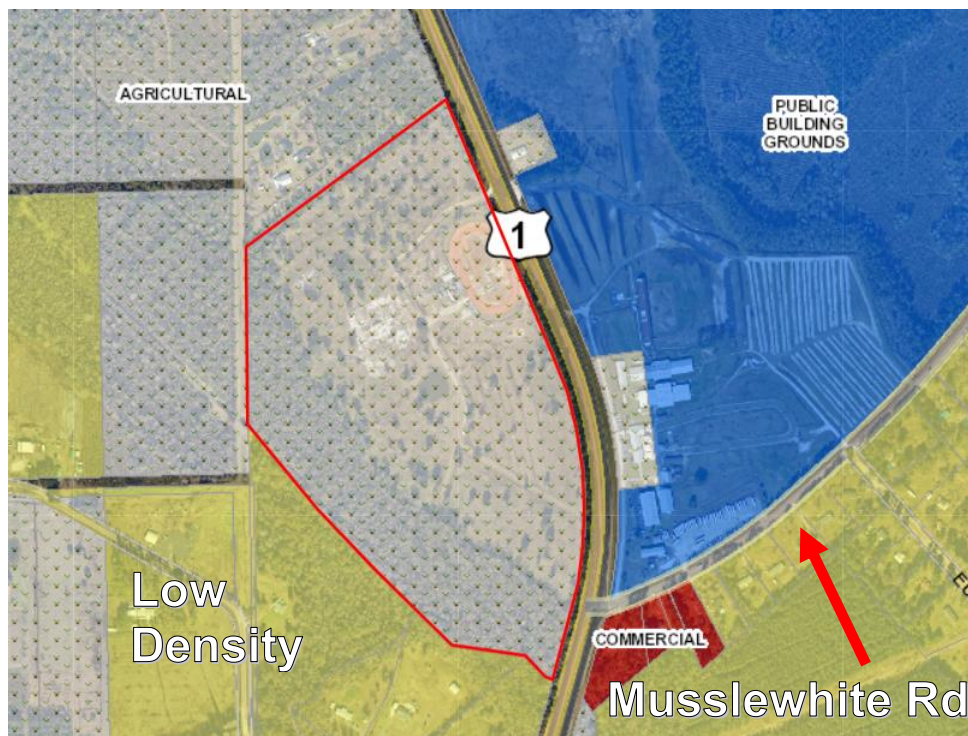 AGRICULTURAL
PUBLIC
BUILDING
GROUNDS
1
Low
Density
COMMERCIAL
Musslewhite Rd